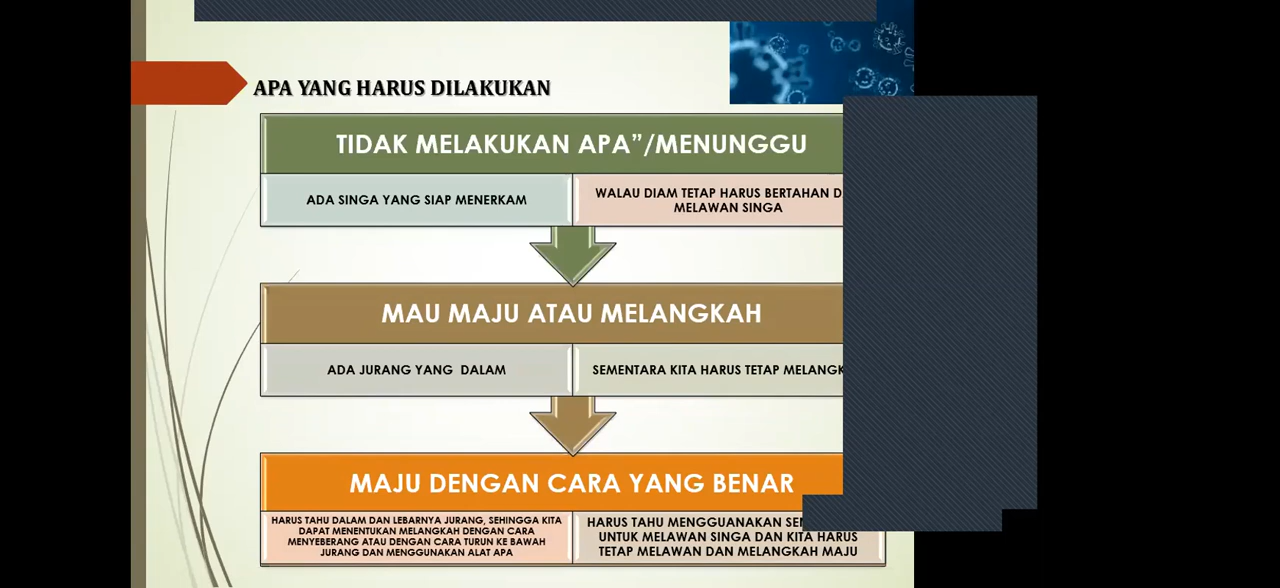 APA YANG HARUS DILAKUKAN
TIDAK MELAKUKAN APA”/MENUNGGU
ADA SINGA YANG SIAP MENERKAM
WALAU DIAM TETAP HARUS BERTAHAN
MELAWAN SINGA
MAU MAJU ATAU MELANGKAH
ADA JURANG YANG DALAM
SEMENTARA KITA HARUS TETAP
MAJU DENGAN CARA YANG BENAR
HARUS TAHU DALAM DAN LEBARNYA JURANG, SEHINGGA KITA
DAPAT MENENTUKAN MELANGKAH DENGAN CARA
MENYEBERANG ATAU DENGAN CARA TURUN KE BAWAH
JURANG DAN MENGGUNAKAN ALAT APA
HARUS TAHU MENGGUANAKAN
UNTUK MELAWAN SINGA DAN KITA HARUS
TETAP MELAWAN DAN MELANGKAH MAJU